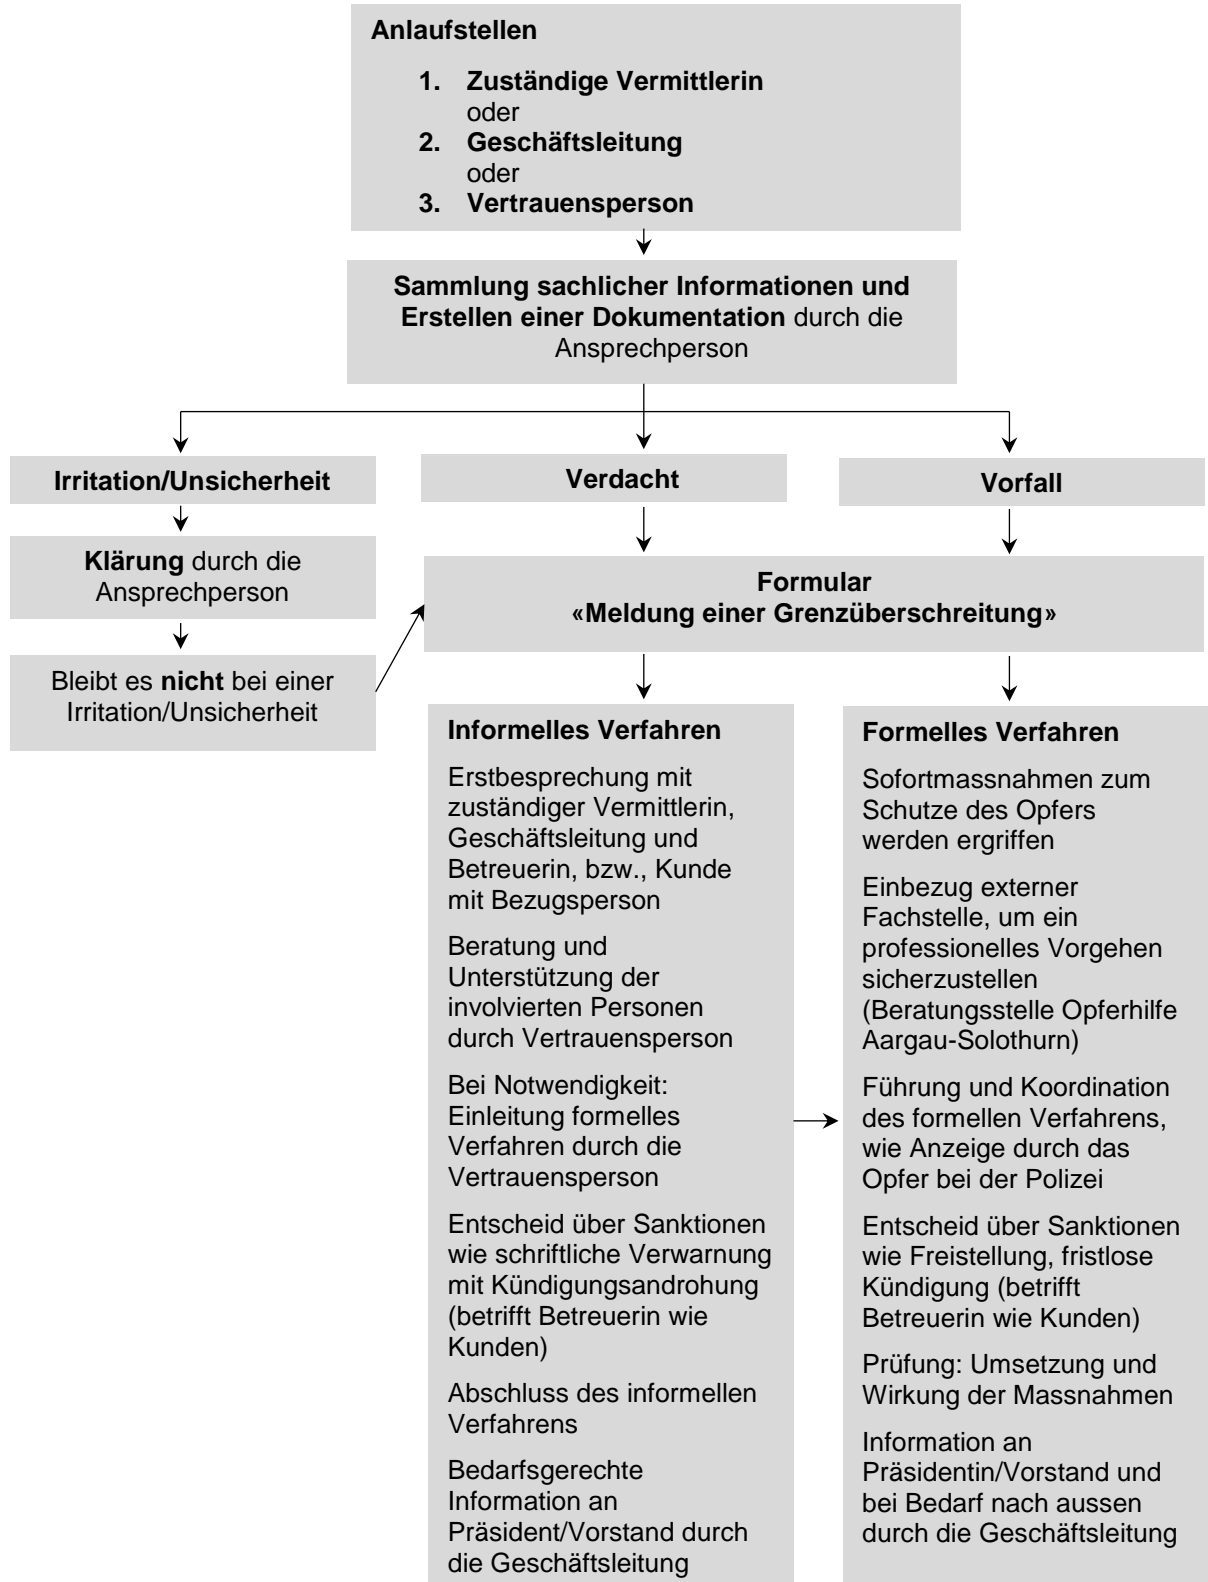 Anlaufstellen
1. Zuständige Vermittlerin
oder
2. Geschäftsleitung
oder
3. Vertrauensperson
Sammlung sachlicher Informationen und
Erstellen einer Dokumentation durch die
Ansprechperson
Irritation/Unsicherheit
Verdacht
Vorfall
Klärung durch die
Ansprechperson
Bleibt es nicht bei einer
Irritation/Unsicherheit
Formular
«Meldung einer Grenzüberschreitung»
Informelles Verfahren
Erstbesprechung mit
zuständiger Vermittlerin,
Geschäftsleitung und
Betreuerin, bzw., Kunde
mit Bezugsperson
Beratung und
Unterstützung der
involvierten Personen
durch Vertrauensperson
Bei Notwendigkeit:
Einleitung formelles
Verfahren durch die
Vertrauensperson
Entscheid über Sanktionen
wie schriftliche Verwarnung
mit Kündigungsandrohung
(betrifft Betreuerin wie
Kunden)
Abschluss des informellen
Verfahrens
Bedarfsgerechte
Information an
Präsident/Vorstand durch
die Geschäftsleitung
Formelles Verfahren
Sofortmassnahmen zum
Schutze des Opfers
werden ergriffen
Einbezug externer
Fachstelle, um ein
professionelles Vorgehen
sicherzustellen
(Beratungsstelle Opferhilfe
Aargau-Solothurn)
Führung und Koordination
des formellen Verfahrens,
wie Anzeige durch das
Opfer bei der Polizei
Entscheid über Sanktionen
wie Freistellung, fristlose
Kündigung (betrifft
Betreuerin wie Kunden)
Prüfung: Umsetzung und
Wirkung der Massnahmen
Information an
Präsidentin/Vorstand und
bei Bedarf nach aussen
durch die Geschäftsleitung